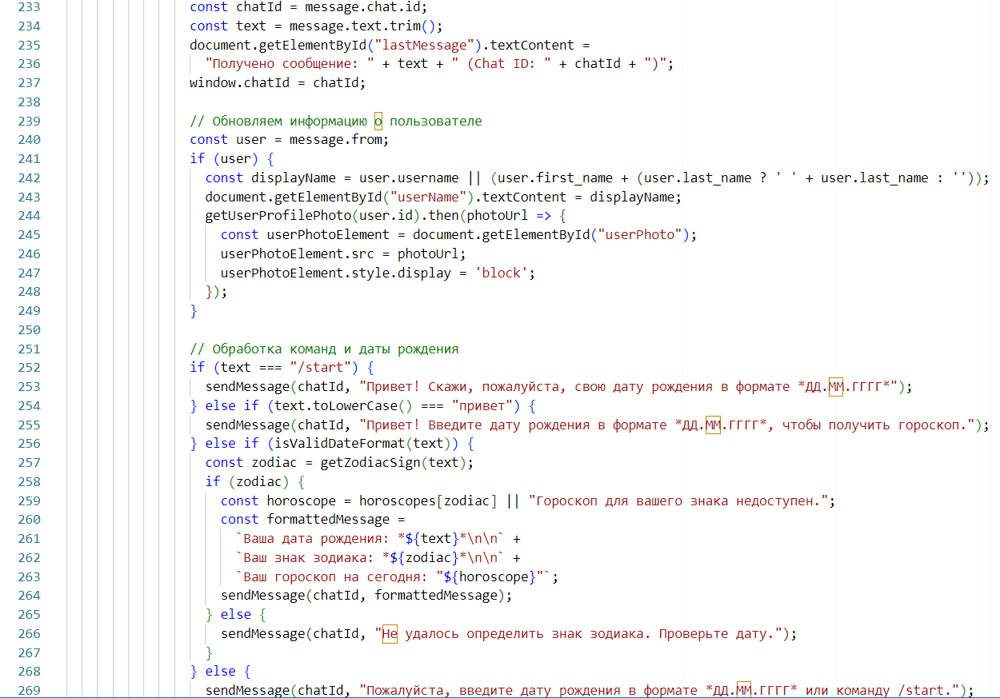 233 const chatId = message.chat.id;
234 const text = message.text.trim();
235 document.getElementById("lastMessage").textContent =
236 "Получено сообщение: " + text + " (Chat ID: " + chatId + ")";
237 window.chatId = chatId;
238
239 // Обновляем информацию о пользователе
240 const user = message.from;
241 if (user) {
242 const displayName = user.username || (user.first_name + (user.last_name ? ' ' + user.last_name : ''));
243 document.getElementById("userName").textContent = displayName;
244 getUserProfilePhoto(user.id).then(photoUrl => {
245 const userPhotoElement = document.getElementById("userPhoto");
246 userPhotoElement.src = photoUrl;
247 userPhotoElement.style.display = 'block';
248 });
249 }
250
251 // Обработка команд и даты рождения
252 if (text === "/start") {
253 sendMessage(chatId, "Привет! Скажи, пожалуйста, свою дату рождения в формате *ДД.ММ.ГГГГ*");
254 } else if (text.toLowerCase() === "привет") {
255 sendMessage(chatId, "Привет! Введите дату рождения в формате *ДД.ММ.ГГГГ*, чтобы получить гороскоп.");
256 } else if (isValidDateFormat(text)) {
257 const zodiac = getZodiacSign(text);
258 if (zodiac) {
259 const horoscope = horoscopes[zodiac] || "Гороскоп для вашего знака недоступен.";
260 const formattedMessage =
261 `Ваша дата рождения: *${text}*\n\n` +
262 `Ваш знак зодиака: *${zodiac}*\n\n` +
263 `Ваш гороскоп на сегодня: "${horoscope}"`;
264 sendMessage(chatId, formattedMessage);
265 } else {
266 sendMessage(chatId, "Не удалось определить знак зодиака. Проверьте дату.");
267 }
268 } else {
269 sendMessage(chatId, "Пожалуйста, введите дату рождения в формате *ДД.ММ.ГГГГ* или команду /start.");